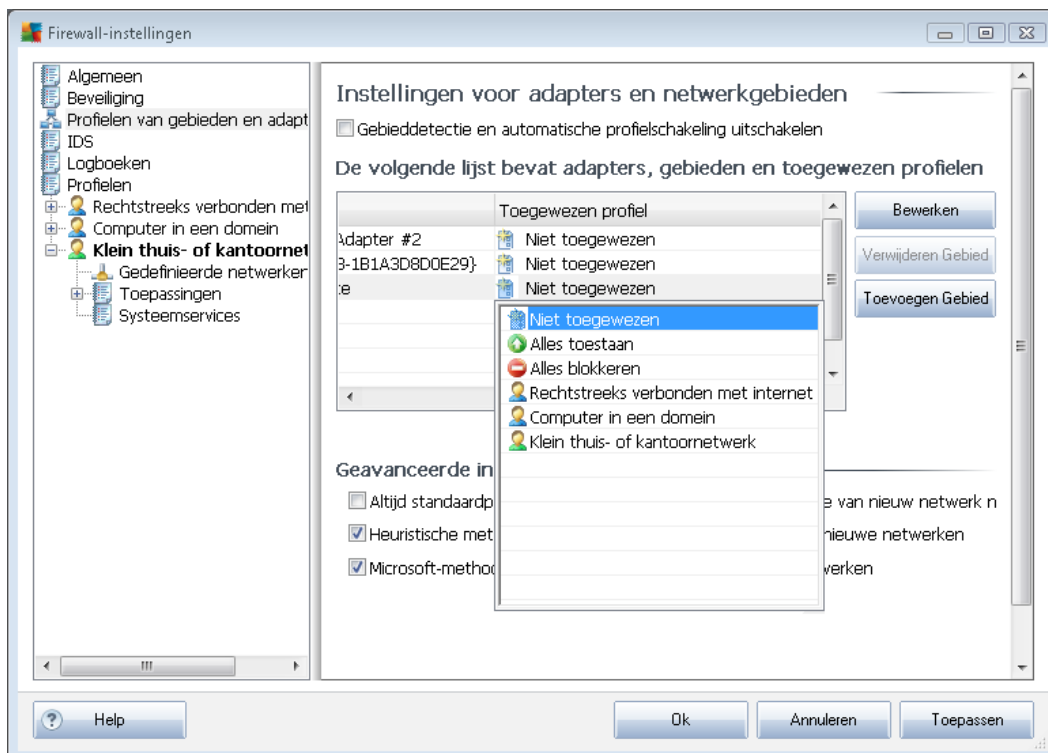 Firewall-instellingen
Algemeen
Beveiliging
Profielen van gebieden en adapt
IDS
Logboeken
Profielen
Rechtstreeks verbonden met
Computer in een domein
Klein thuis- of kantoornet
Gedefinieerde netwerker
Toepassingen
Systeemservices
Instellingen voor adapters en netwerkgebieden
Gebieddetectie en automatische profielschakeling uitschakelen
De volgende lijst bevat adapters, gebieden en toegewezen profielen
Toegewezen profiel
Adapter #2 Niet toegewezen
3-1B1A3D8D0E29} Niet toegewezen
te Niet toegewezen
Niet toegewezen
Alles toestaan
Alles blokkeren
Rechtstreeks verbonden met internet
Computer in een domein
Klein thuis- of kantoornetwerk
Bewerken
Verwijderen Gebied
Toevoegen Gebied
Geavanceerde in
Altijd standaardp e van nieuw netwerk n
Heuristische met nieuwe netwerken
Microsoft-method werken
Help
Ok
Annuleren
Toepassen